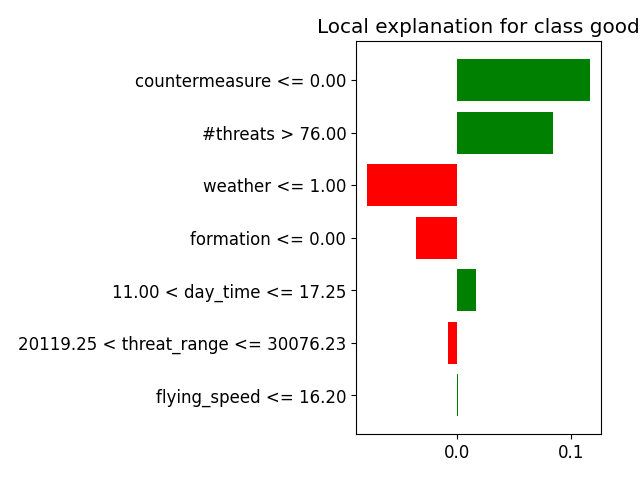 Local explanation for class good
countermeasure <= 0.00
#threats > 76.00
weather <= 1.00
formation <= 0.00
11.00 < day_time <= 17.25
20119.25 < threat_range <= 30076.23
flying_speed <= 16.20
0.0 0.1